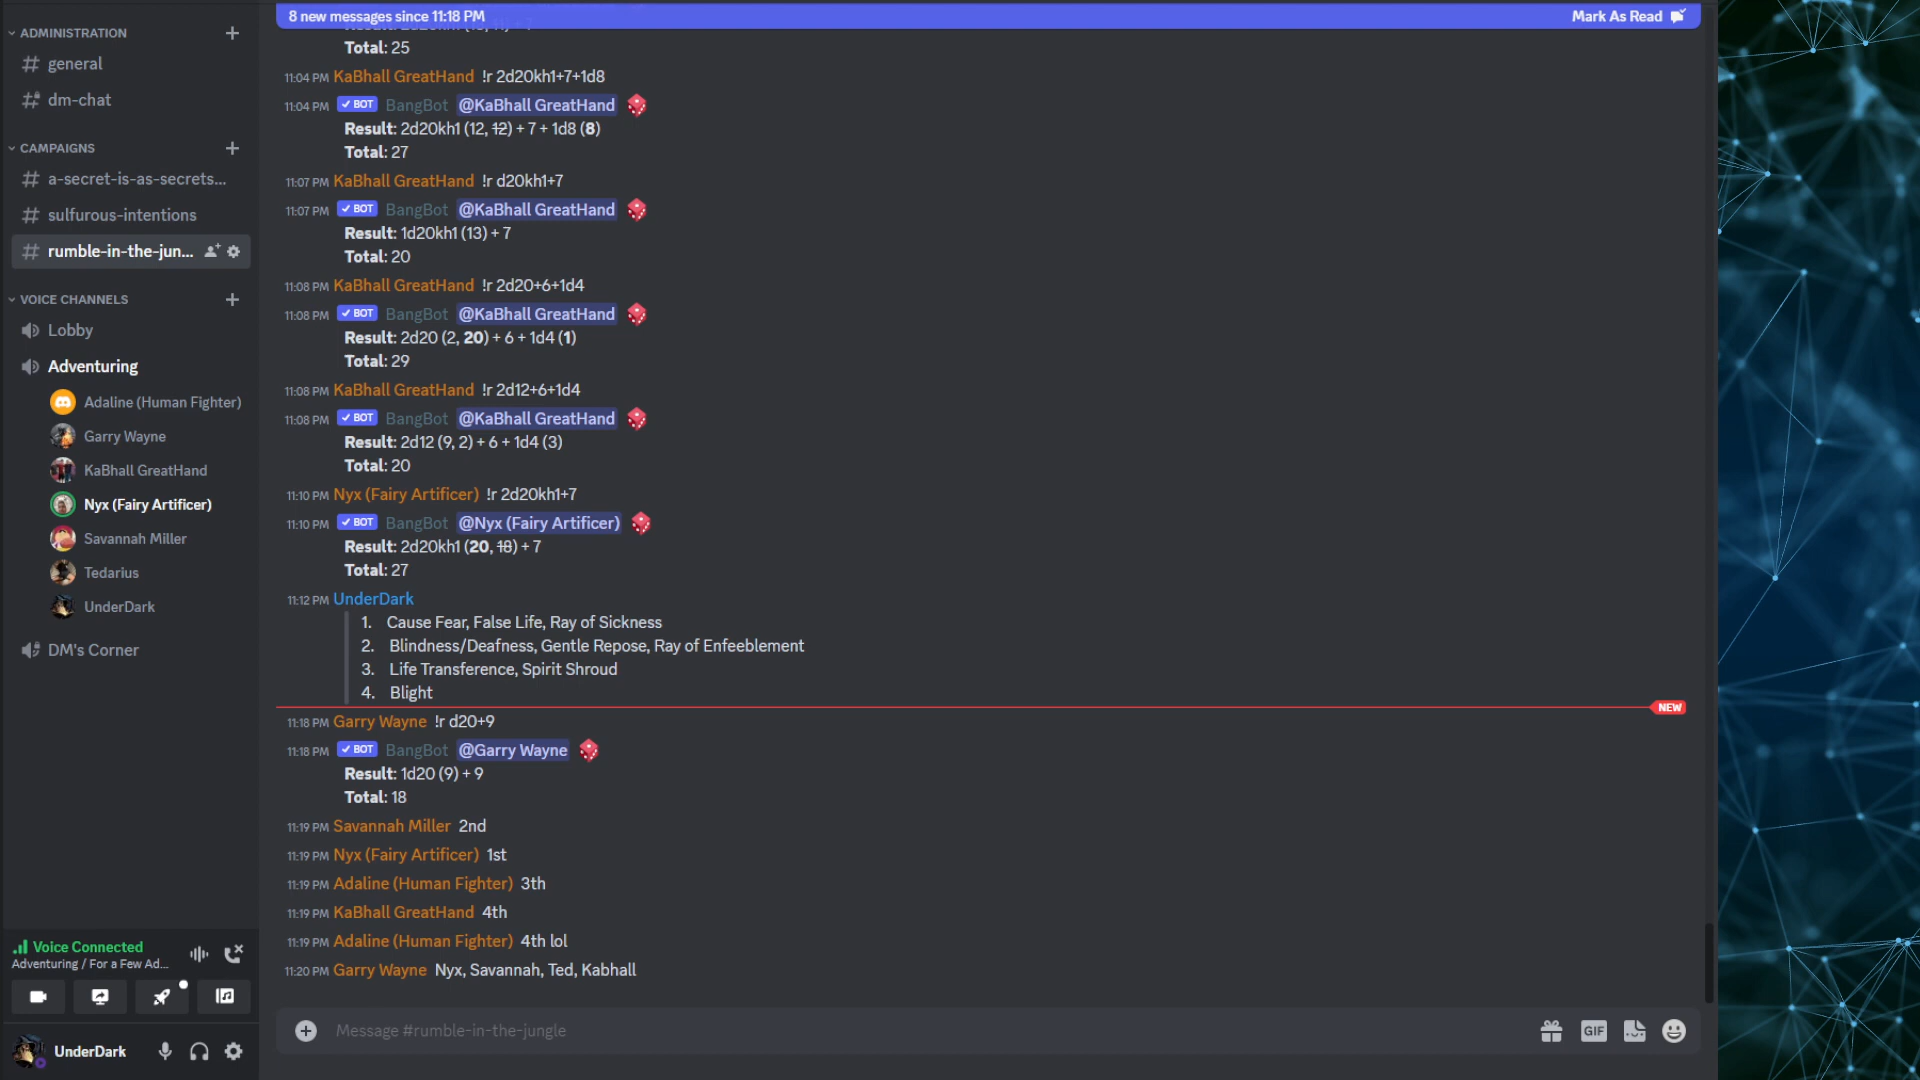 ADMINISTRATION
general
dm-chat
CAMPAIGNS
a-secret-is-as-secrets...
sulfurous-intentions
rumble-in-the-jun...
VOICE CHANNELS
Lobby
Adventuring
Adaline (Human Fighter)
Garry Wayne
KaBhall GreatHand
Nyx (Fairy Artificer)
Savannah Miller
Tedarius
UnderDark
DM's Corner
Voice Connected
Adventuring / For a Few Ad...
UnderDark
8 new messages since 11:18 PM
Mark As Read
Total: 25
11:04 PM KaBhall GreatHand !r 2d20kh1+7+1d8
11:04 PM BOT BangBot @KaBhall GreatHand
Result: 2d20kh1 (12, 12) + 7 + 1d8 (8)
Total: 27
11:07 PM KaBhall GreatHand !r d20kh1+7
11:07 PM BOT BangBot @KaBhall GreatHand
Result: 1d20kh1 (13) + 7
Total: 20
11:08 PM KaBhall GreatHand !r 2d20+6+1d4
11:08 PM BOT BangBot @KaBhall GreatHand
Result: 2d20 (2, 20) + 6 + 1d4 (1)
Total: 29
11:08 PM KaBhall GreatHand !r 2d12+6+1d4
11:08 PM BOT BangBot @KaBhall GreatHand
Result: 2d12 (9, 2) + 6 + 1d4 (3)
Total: 20
11:10 PM Nyx (Fairy Artificer) !r 2d20kh1+7
11:10 PM BOT BangBot @Nyx (Fairy Artificer)
Result: 2d20kh1 (20, 18) + 7
Total: 27
11:12 PM UnderDark
1. Cause Fear, False Life, Ray of Sickness
2. Blindness/Deafness, Gentle Repose, Ray of Enfeeblement
3. Life Transference, Spirit Shroud
4. Blight
NEW
11:18 PM Garry Wayne !r d20+9
11:18 PM BOT BangBot @Garry Wayne
Result: 1d20 (9) + 9
Total: 18
11:19 PM Savannah Miller 2nd
11:19 PM Nyx (Fairy Artificer) 1st
11:19 PM Adaline (Human Fighter) 3th
11:19 PM KaBhall GreatHand 4th
11:19 PM Adaline (Human Fighter) 4th lol
11:20 PM Garry Wayne Nyx, Savannah, Ted, Kabhall
Message #rumble-in-the-jungle
GIF